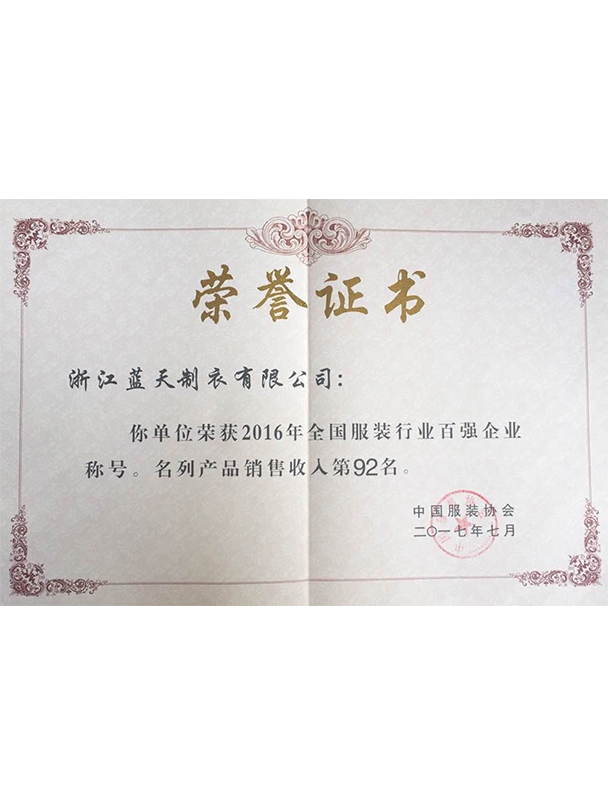 荣誉证书
浙江蓝天制衣有限公司：
你单位荣获2016年全国服装行业百强企业
称号。名列产品销售收入第92名。
中国服装协会
二〇一七年七月